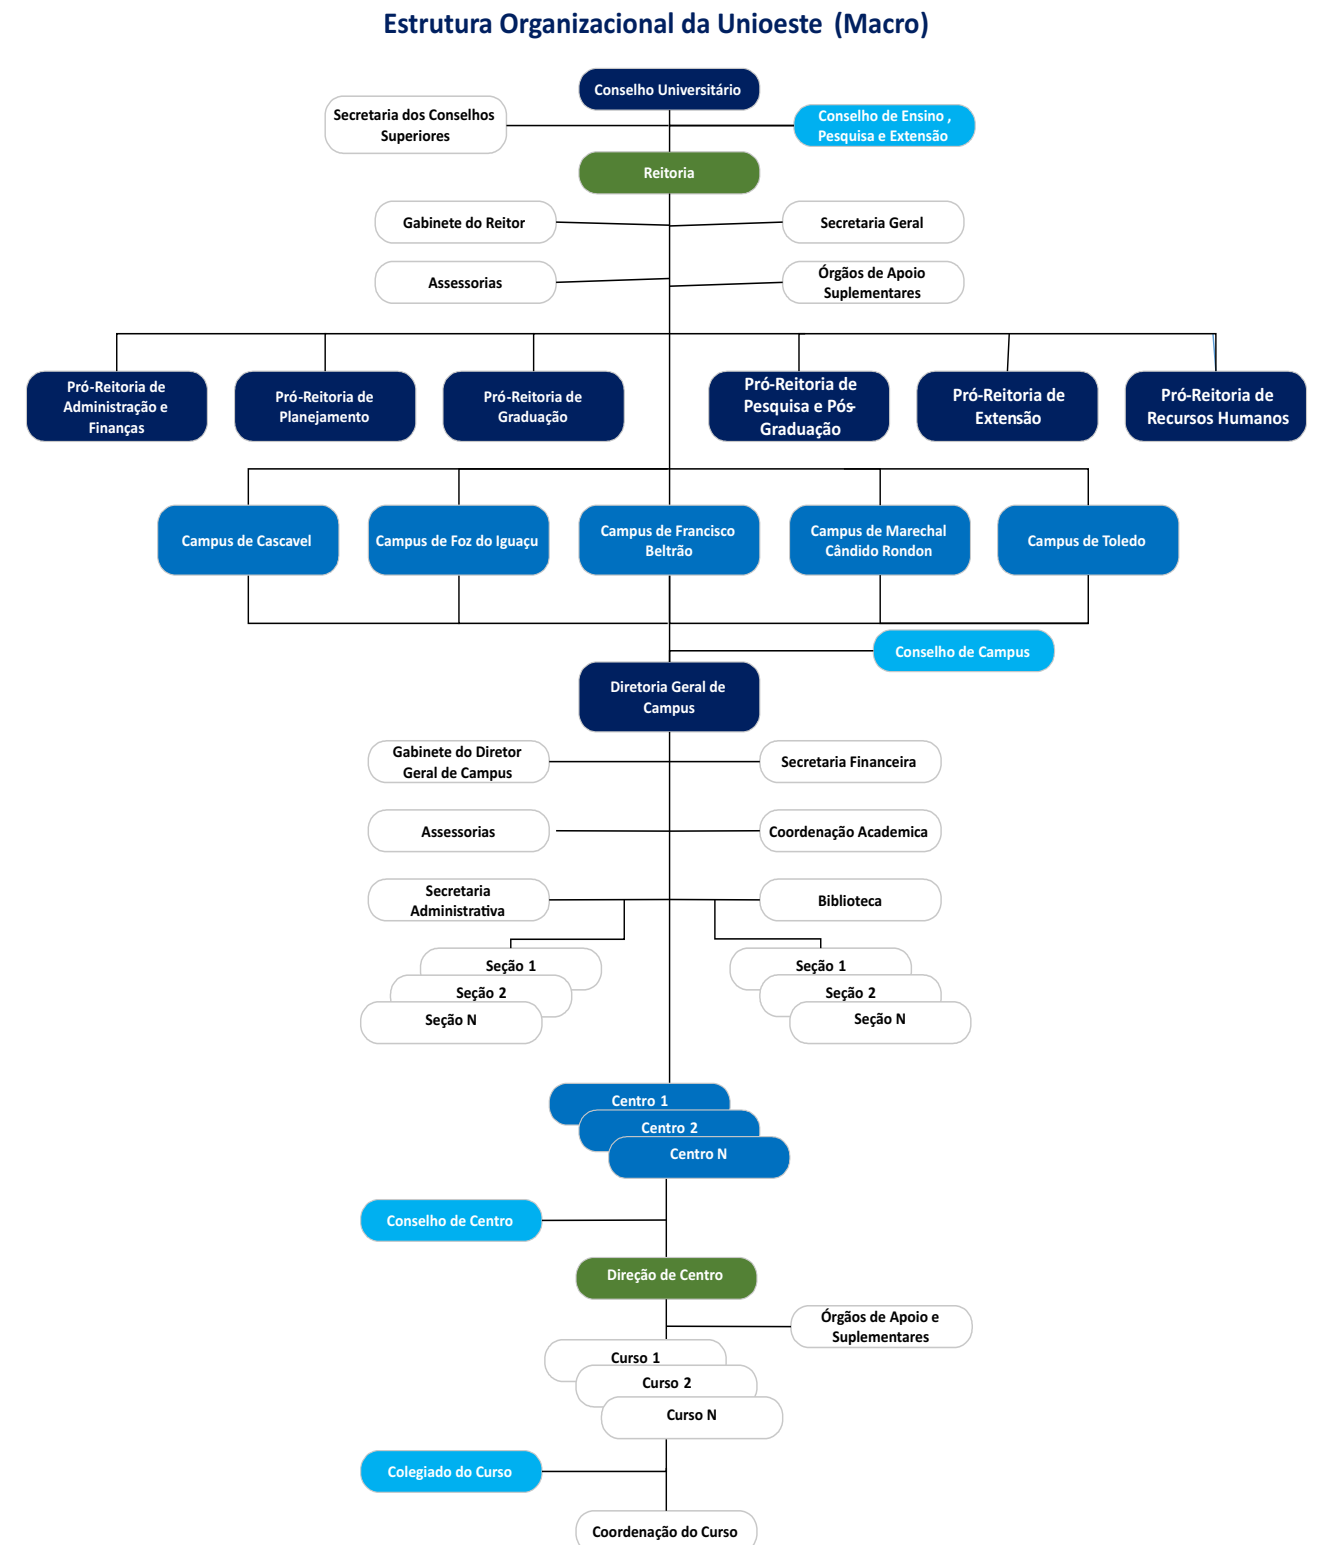 Estrutura Organizacional da Unioeste (Macro)
Conselho Universitário
Secretaria dos Conselhos
Superiores
Conselho de Ensino ,
Pesquisa e Extensão
Reitoria
Gabinete do Reitor
Secretaria Geral
Assessorias
Órgãos de Apoio
Suplementares
Pró-Reitoria de
Administração e
Finanças
Pró-Reitoria de
Planejamento
Pró-Reitoria de
Graduação
Pró-Reitoria de
Pesquisa e Pós-
Graduação
Pró-Reitoria de
Extensão
Pró-Reitoria de
Recursos Humanos
Campus de Cascavel
Campus de Foz do Iguaçu
Campus de Francisco
Beltrão
Campus de Marechal
Cândido Rondon
Campus de Toledo
Conselho de Campus
Diretoria Geral de
Campus
Gabinete do Diretor
Geral de Campus
Secretaria Financeira
Assessorias
Coordenação Academica
Secretaria
Administrativa
Biblioteca
Seção 1
Seção 2
Seção N
Seção 1
Seção 2
Seção N
Centro 1
Centro 2
Centro N
Conselho de Centro
Direção de Centro
Órgãos de Apoio e
Suplementares
Curso 1
Curso 2
Curso N
Colegiado do Curso
Coordenação do Curso